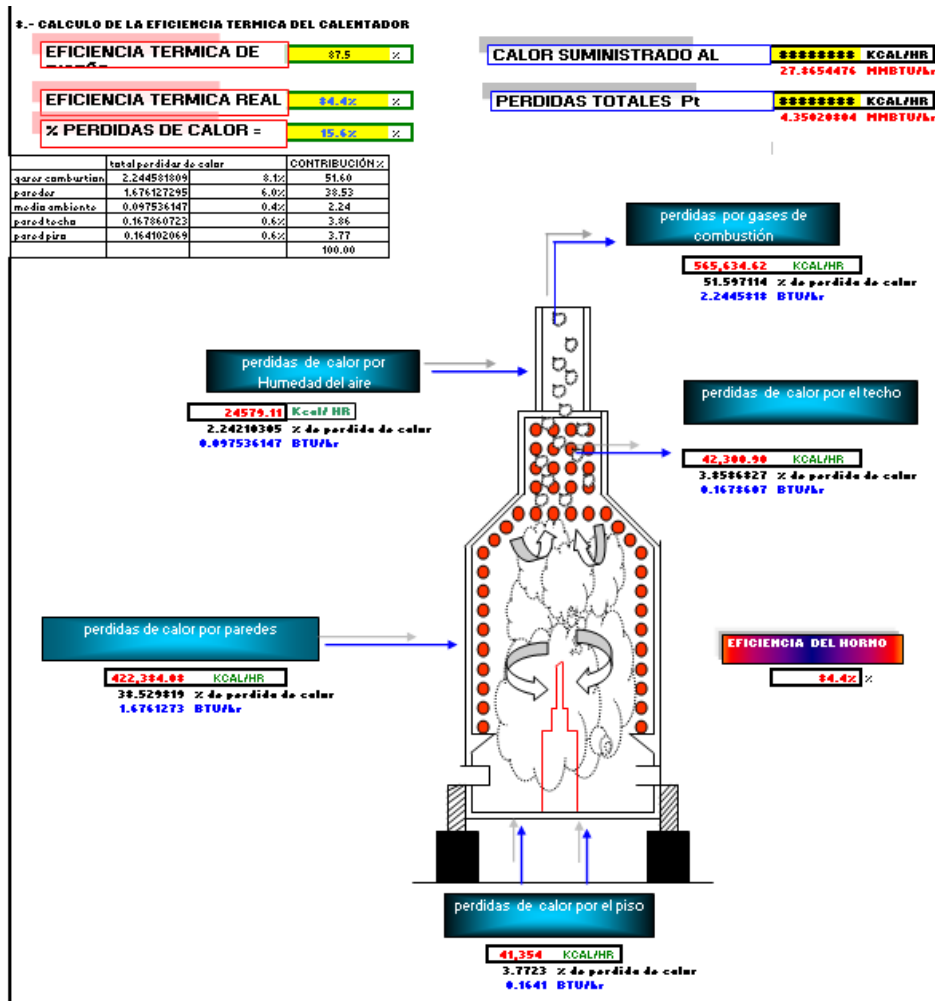 8.- CALCULO DE LA EFICIENCIA TERMICA DEL CALENTADOR
EFICIENCIA TERMICA DE
87.5 %
CALOR SUMINISTRADO AL
######## KCAL/HR
27.8654476 MMBTU/hr
EFICIENCIA TERMICA REAL
84.4% %
PERDIDAS TOTALES Pt
######## KCAL/HR
4.35020804 MMBTU/hr
% PERDIDAS DE CALOR =
15.6% %
total perdidas de calor CONTRIBUCIÓN %
gases combustion 2.244581809 8.1% 51.60
paredes 1.676127295 6.0% 38.53
medio ambiente 0.097536147 0.4% 2.24
pared techo 0.167860723 0.6% 3.86
pared piso 0.164102069 0.6% 3.77
100.00
perdidas por gases de
combustión
565,634.62 KCAL/HR
51.597114 % de perdida de calor
2.2445818 BTU/hr
perdidas de calor por
Humedad del aire
24579.11 Kcal/ HR
2.24210305 % de perdida de calor
0.097536147 BTU/hr
perdidas de calor por el techo
42,300.90 KCAL/HR
3.8586827 % de perdida de calor
0.1678607 BTU/hr
perdidas de calor por paredes
422,384.08 KCAL/HR
38.529819 % de perdida de calor
1.6761273 BTU/hr
EFICIENCIA DEL HORNO
84.4% %
perdidas de calor por el piso
41,354 KCAL/HR
3.7723 % de perdida de calor
0.1641 BTU/hr